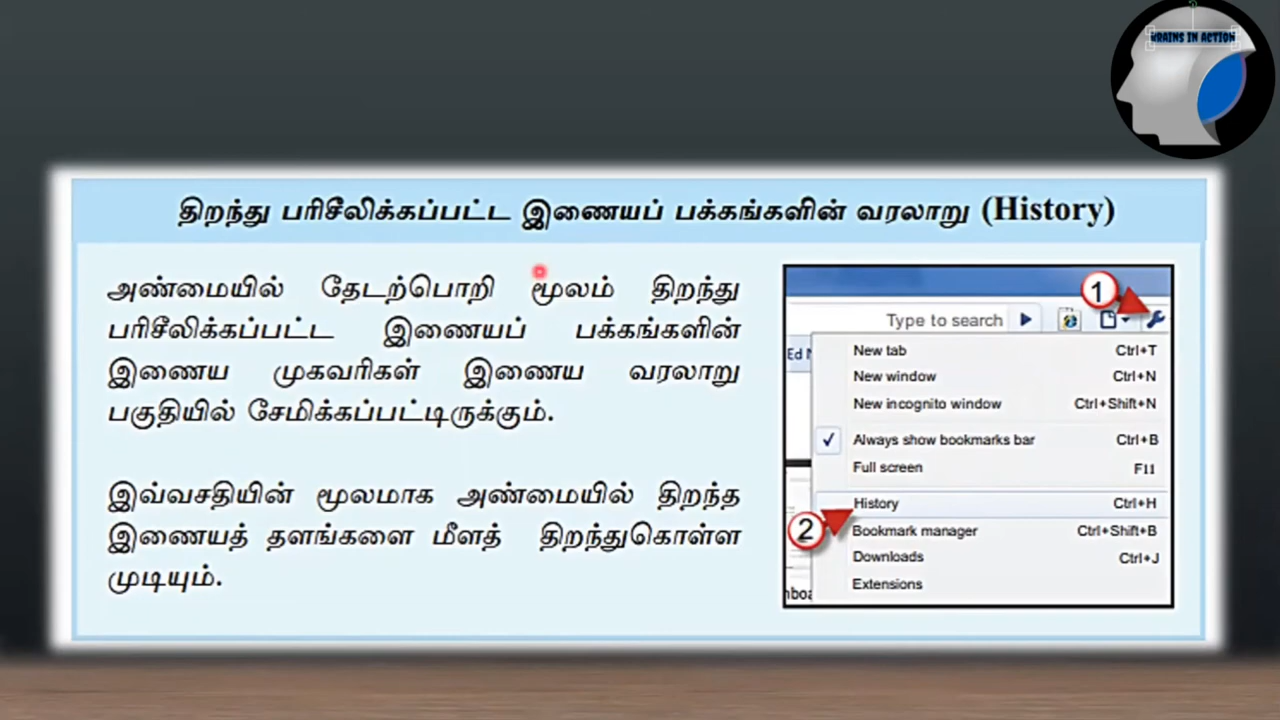 BRAINS IN ACTION
திறந்து பரிசீலிக்கப்பட்ட இணையப் பக்கங்களின் வரலாறு (History)
அண்மையில் தேடற்பொறி மூலம் திறந்து
பரிசீலிக்கப்பட்ட இணையப் பக்கங்களின்
இணைய முகவரிகள் இணைய வரலாறு
பகுதியில் சேமிக்கப்பட்டிருக்கும்.
இவ்வசதியின் மூலமாக அண்மையில் திறந்த
இணையத் தளங்களை மீளத் திறந்துகொள்ள
முடியும்.
1
Type to search
Ed
New tab Ctrl+T
New window Ctrl+N
New incognito window Ctrl+Shift+N
✓ Always show bookmarks bar Ctrl+B
Full screen F11
History Ctrl+H
2
Bookmark manager Ctrl+Shift+B
Downloads Ctrl+J
Extensions